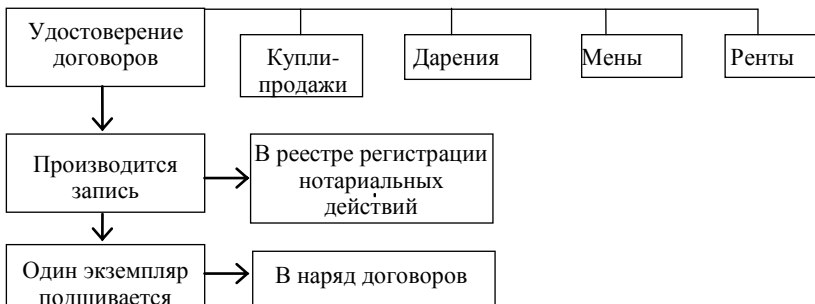 Удостоверение
договоров
Купли-
продажи
Дарения
Мены
Ренты
Производится
запись
В реестре регистрации
нотариальных
действий
Один экземпляр
подшивается
В наряд договоров